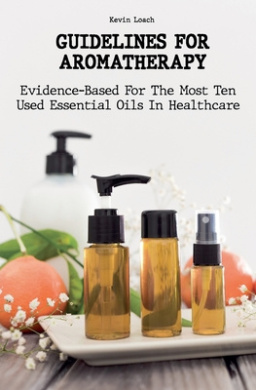 Kevin Loach
GUIDELINES FOR
AROMATHERAPY
Evidence-Based For The Most Ten
Used Essential Oils In Healthcare